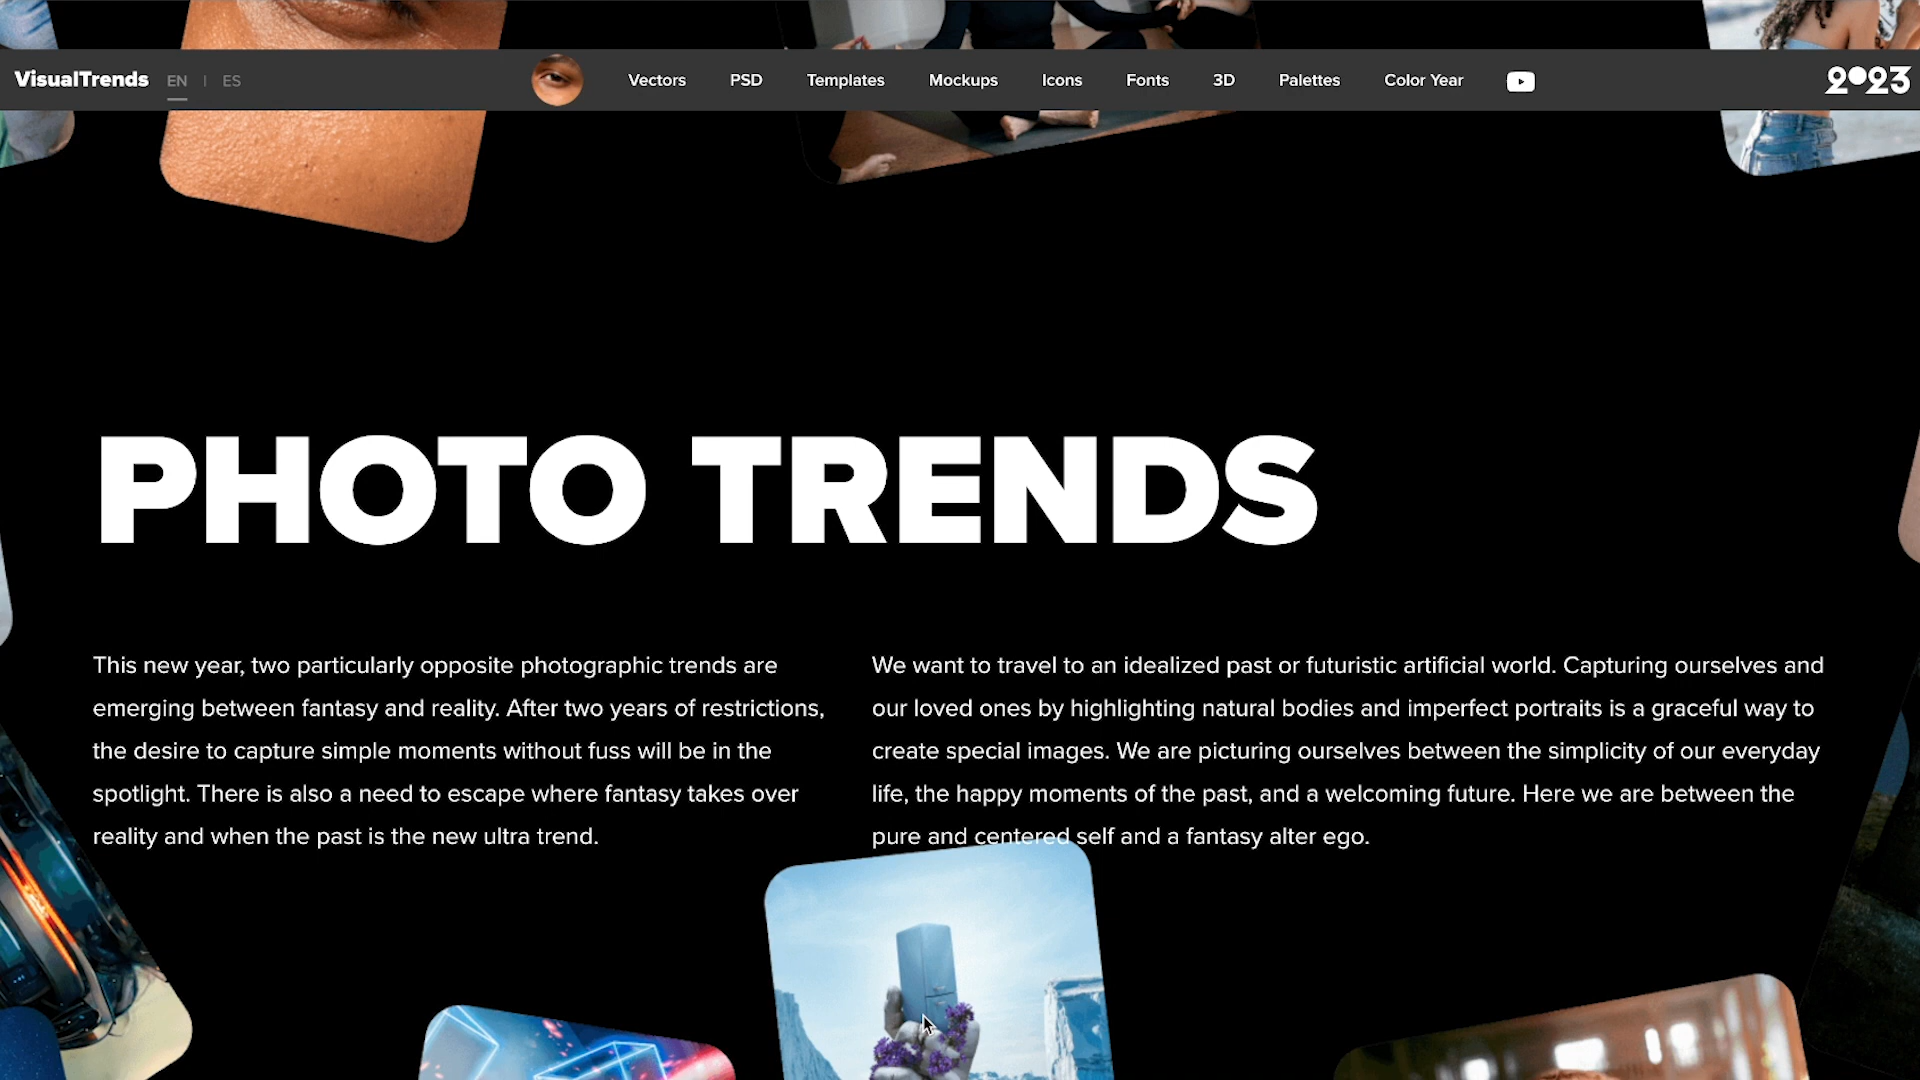 VisualTrends EN | ES Vectors PSD Templates Mockups Icons Fonts 3D Palettes Color Year 2023
PHOTO TRENDS
This new year, two particularly opposite photographic trends are
emerging between fantasy and reality. After two years of restrictions,
the desire to capture simple moments without fuss will be in the
spotlight. There is also a need to escape where fantasy takes over
reality and when the past is the new ultra trend.
We want to travel to an idealized past or futuristic artificial world. Capturing ourselves and
our loved ones by highlighting natural bodies and imperfect portraits is a graceful way to
create special images. We are picturing ourselves between the simplicity of our everyday
life, the happy moments of the past, and a welcoming future. Here we are between the
pure and centered self and a fantasy alter ego.